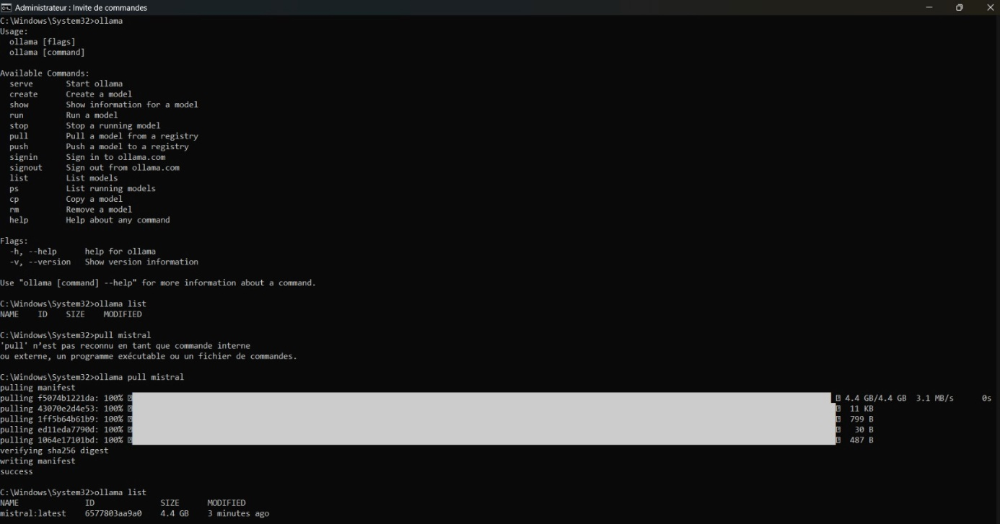 Administrateur : Invite de commandes
C:\Windows\System32>ollama
Usage:
  ollama [flags]
  ollama [command]

Available Commands:
  serve       Start ollama
  create      Create a model
  show        Show information for a model
  run         Run a model
  stop        Stop a running model
  pull        Pull a model from a registry
  push        Push a model to a registry
  signin      Sign in to ollama.com
  signout     Sign out from ollama.com
  list        List models
  ps          List running models
  cp          Copy a model
  rm          Remove a model
  help        Help about any command

Flags:
  -h, --help      help for ollama
  -v, --version   Show version information

Use "ollama [command] --help" for more information about a command.

C:\Windows\System32>ollama list
NAME    ID    SIZE    MODIFIED

C:\Windows\System32>pull mistral
'pull' n’est pas reconnu en tant que commande interne
ou externe, un programme exécutable ou un fichier de commandes.

C:\Windows\System32>ollama pull mistral
pulling manifest
pulling f5074b1221da: 100% 4.4 GB/4.4 GB  3.1 MB/s      0s
pulling 43070e2d4e53: 100% 11 KB
pulling 1ff5b64b61b9: 100% 799 B
pulling ed11eda7790d: 100% 30 B
pulling 1064e17101bd: 100% 487 B
verifying sha256 digest
writing manifest
success

C:\Windows\System32>ollama list
NAME              ID              SIZE      MODIFIED
mistral:latest    6577803aa9a0    4.4 GB    3 minutes ago